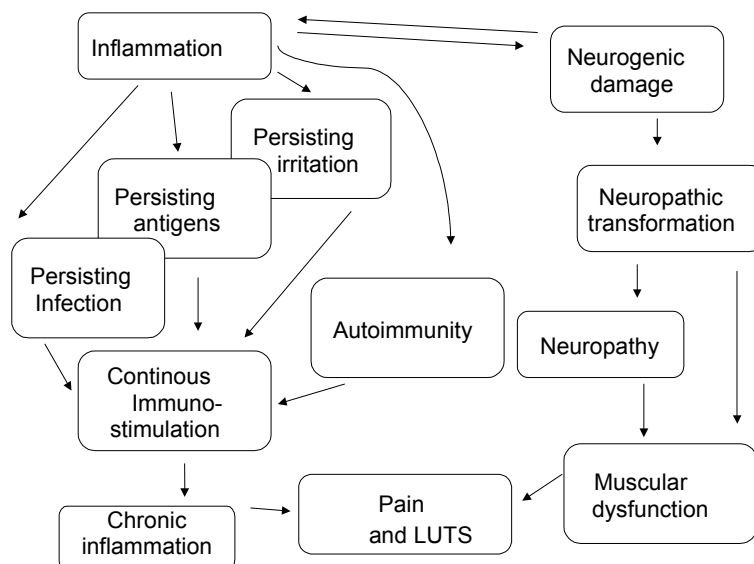 Inflammation
Neurogenic
damage
Persisting
irritation
Persisting
antigens
Neuropathic
transformation
Persisting
Infection
Autoimmunity
Neuropathy
Continous
Immuno-
stimulation
Muscular
dysfunction
Pain
and LUTS
Chronic
inflammation